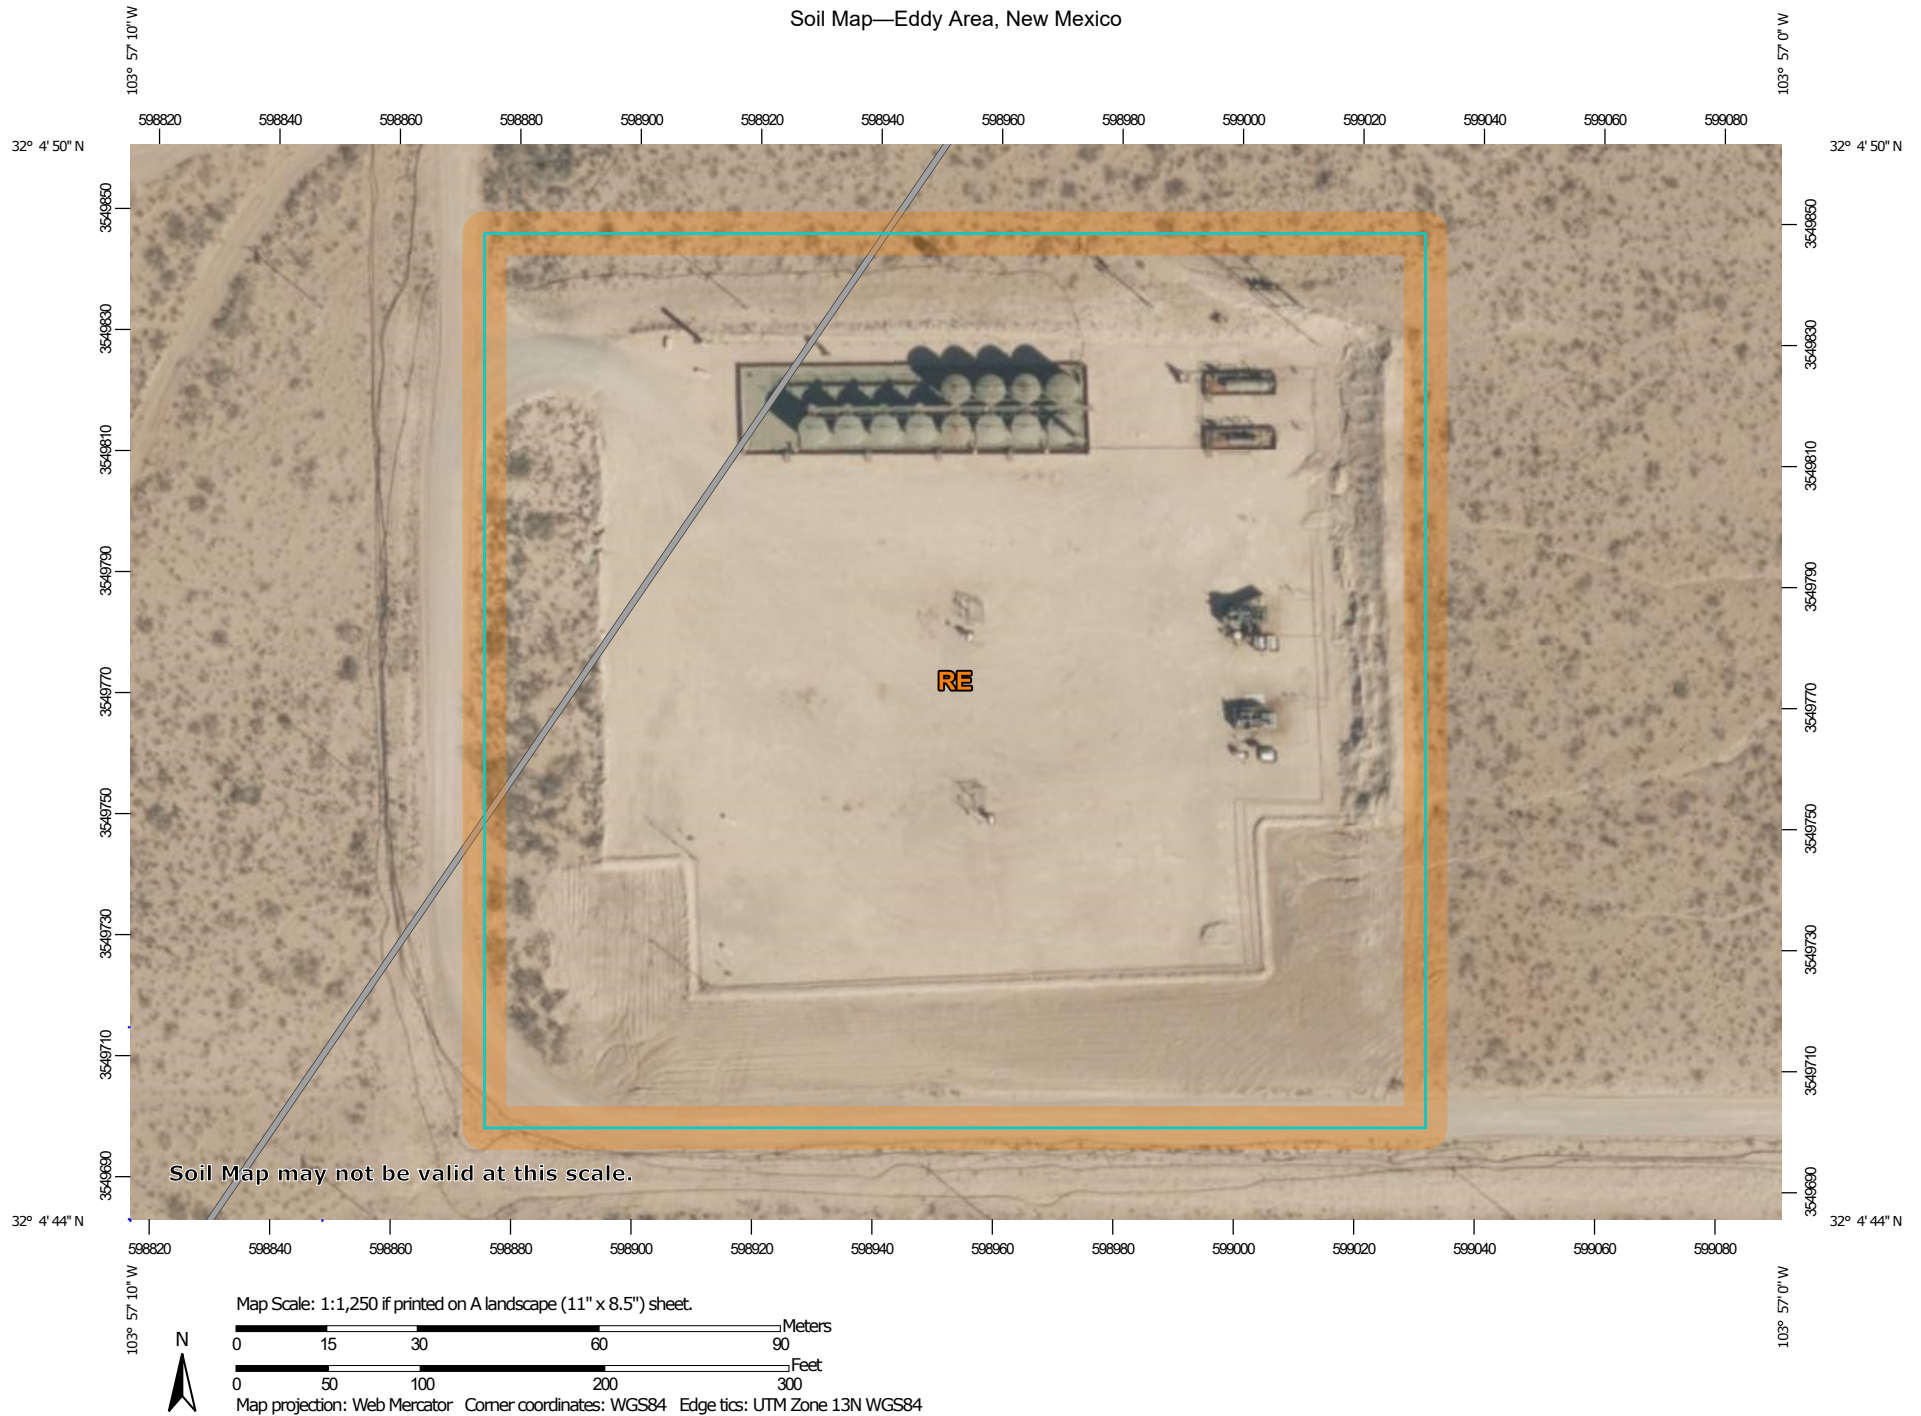 Soil Map—Eddy Area, New Mexico
103° 57' 10'' W
103° 57' 0'' W
598820 598840 598860 598880 598900 598920 598940 598960 598980 599000 599020 599040 599060 599080
32° 4' 50'' N
32° 4' 50'' N
3549850
3549850
3549830
3549830
3549810
3549810
3549790
3549790
RE
3549770
3549770
3549750
3549750
3549730
3549730
3549710
3549710
3549690
3549690
Soil Map may not be valid at this scale.
32° 4' 44'' N
32° 4' 44'' N
598820 598840 598860 598880 598900 598920 598940 598960 598980 599000 599020 599040 599060 599080
103° 57' 10'' W
103° 57' 0'' W
Map Scale: 1:1,250 if printed on A landscape (11" x 8.5") sheet.
Meters
0 15 30 60 90
N
Feet
0 50 100 200 300
Map projection: Web Mercator Corner coordinates: WGS84 Edge tics: UTM Zone 13N WGS84